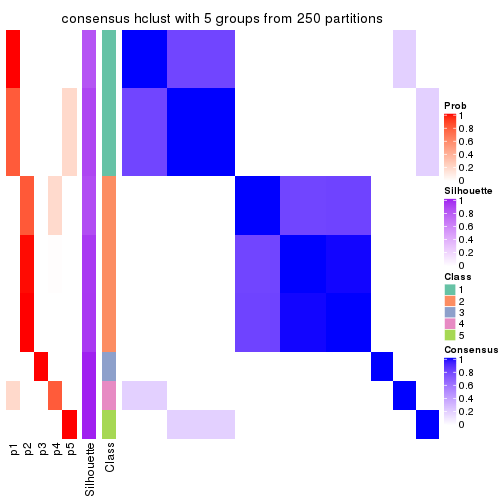 consensus hclust with 5 groups from 250 partitions
Prob
1
0.8
0.6
0.4
0.2
0
Silhouette
1
0.8
0.6
0.4
0.2
0
Class
1
2
3
4
5
Consensus
1
0.8
0.6
0.4
0.2
0
p1
p2
p3
p4
p5
Silhouette
Class